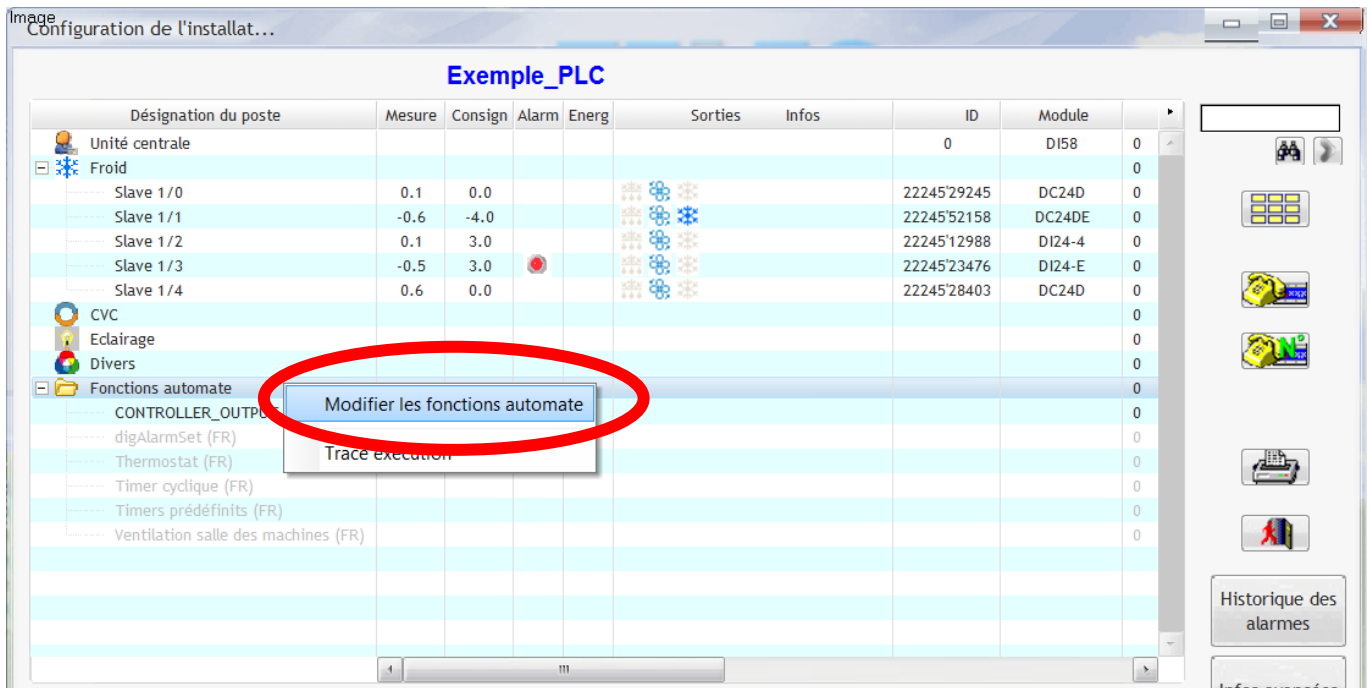 Image
Configuration de l'installat...
Exemple_PLC
Désignation du poste Mesure Consign Alarm Energ Sorties Infos ID Module
Unité centrale 0 DI58 0
Froid 0
Slave 1/0 0.1 0.0 22245'29245 DC24D 0
Slave 1/1 -0.6 -4.0 22245'52158 DC24DE 0
Slave 1/2 0.1 3.0 22245'12988 DI24-4 0
Slave 1/3 -0.5 3.0 22245'23476 DI24-E 0
Slave 1/4 0.6 0.0 22245'28403 DC24D 0
CVC 0
Eclairage 0
Divers 0
Fonctions automate 0
Modifier les fonctions automate
CONTROLLER_OUTPUT 0
digAlarmSet (FR) 0
Trace execution
Thermostat (FR) 0
Timer cyclique (FR) 0
Timers prédéfinits (FR) 0
Ventilation salle des machines (FR) 0
xxx
N°
Historique des
alarmes
Infos avancées